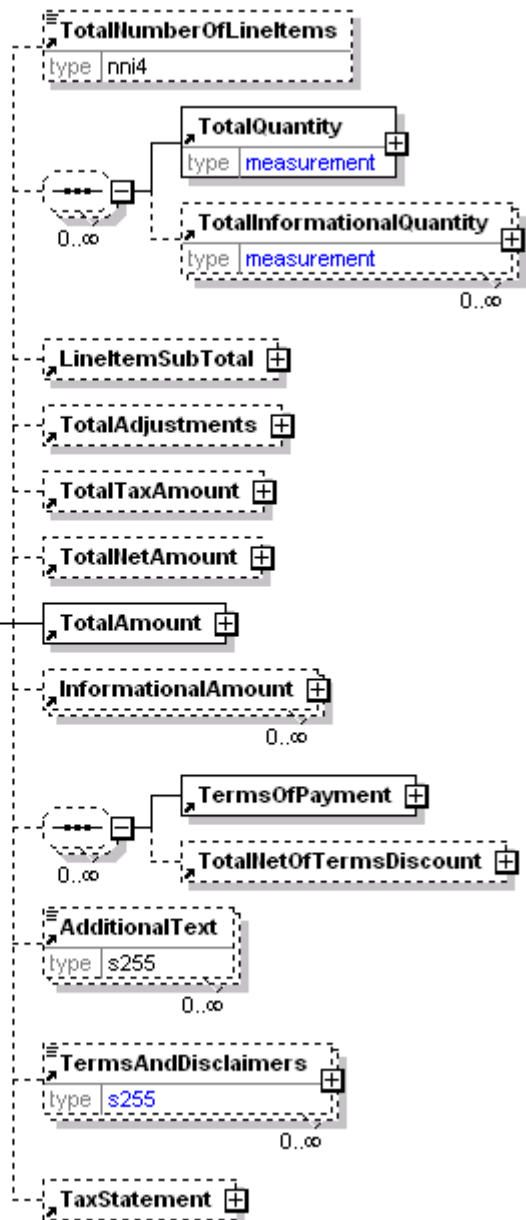 TotalNumberOfLineItems
type nni4
TotalQuantity
type measurement
0..∞
TotalInformationalQuantity
type measurement
0..∞
LineItemSubTotal
TotalAdjustments
TotalTaxAmount
TotalNetAmount
TotalAmount
InformationalAmount
0..∞
TermsOfPayment
0..∞
TotalNetOfTermsDiscount
AdditionalText
type s255
0..∞
TermsAndDisclaimers
type s255
0..∞
TaxStatement